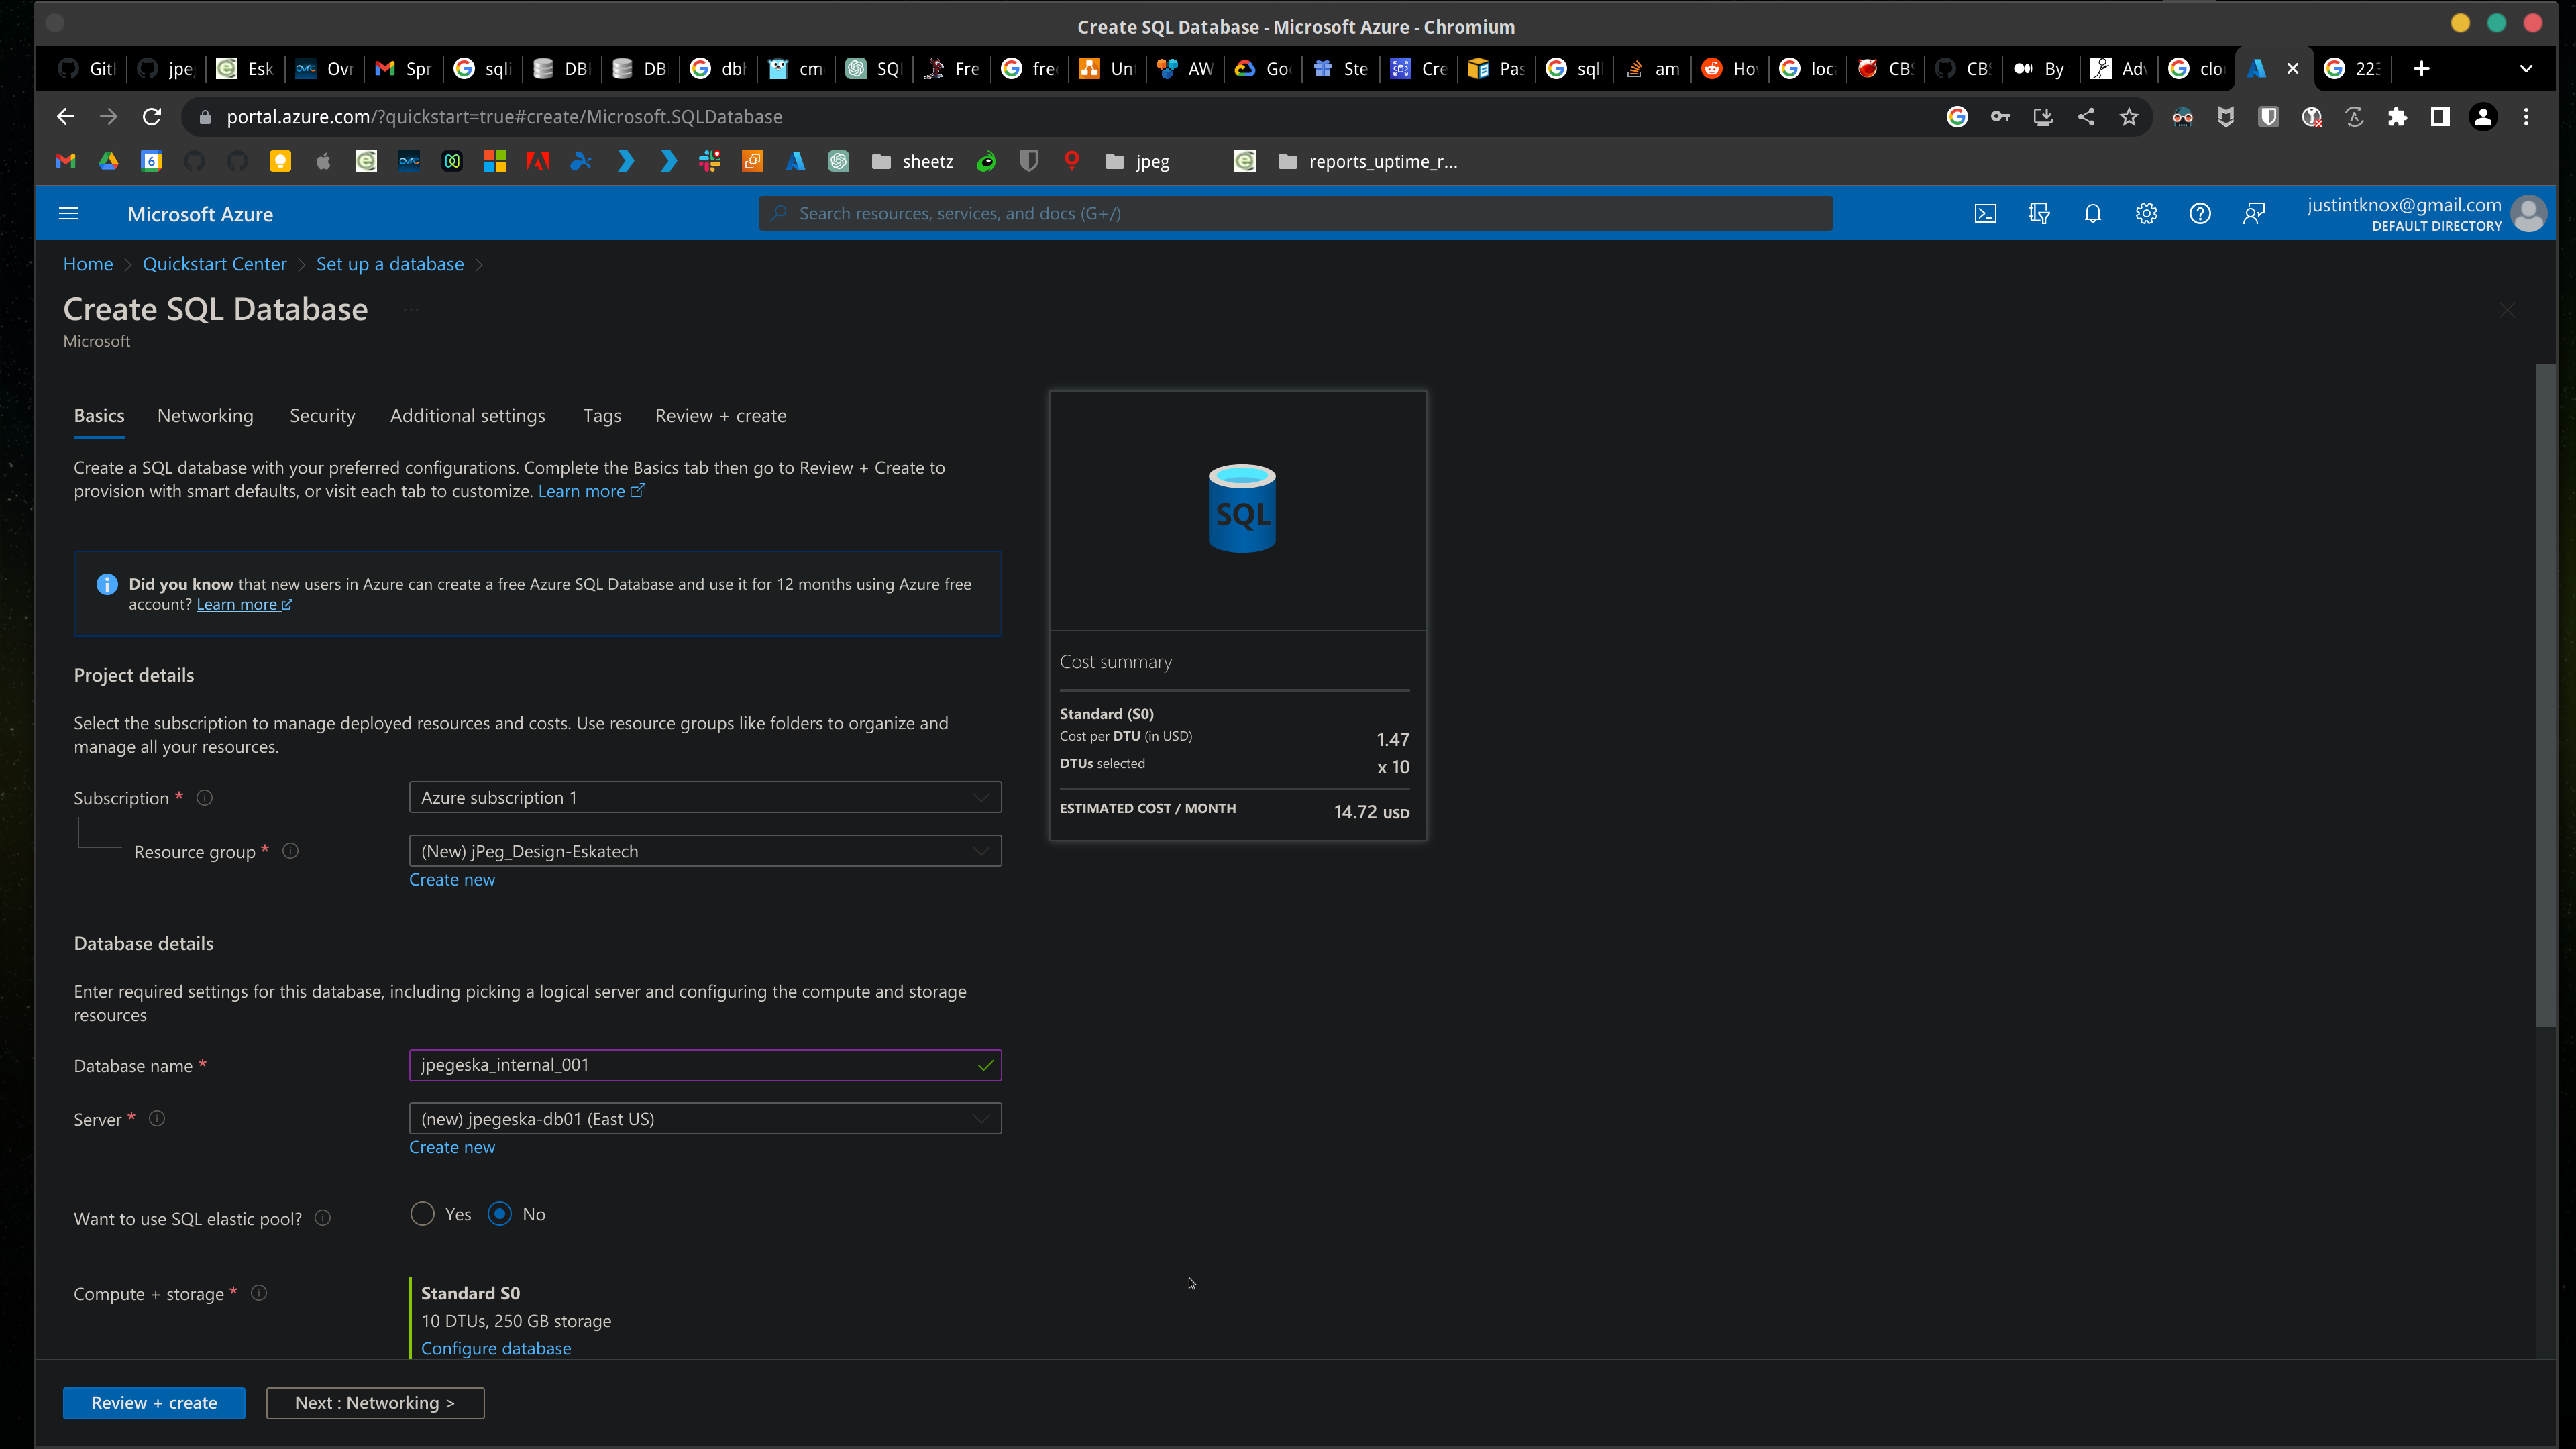 Create SQL Database - Microsoft Azure - Chromium
Git jpe Esk Ovr Spr sqli DB DB dbl cm SQL Fre fre Unt AW Go Ste Cre Pas sql am Ho loc CBS CBS By Adv clo 223
portal.azure.com/?quickstart=true#create/Microsoft.SQLDatabase
6 ovrc sheetz jpeg reports_uptime_r...
Microsoft Azure
Search resources, services, and docs (G+/)
justintknox@gmail.com
DEFAULT DIRECTORY
Home > Quickstart Center > Set up a database >
Create SQL Database ...
Microsoft
Basics Networking Security Additional settings Tags Review + create
Create a SQL database with your preferred configurations. Complete the Basics tab then go to Review + Create to
provision with smart defaults, or visit each tab to customize. Learn more
Did you know that new users in Azure can create a free Azure SQL Database and use it for 12 months using Azure free
account? Learn more
Project details
Select the subscription to manage deployed resources and costs. Use resource groups like folders to organize and
manage all your resources.
Subscription *
Azure subscription 1
Resource group *
(New) jPeg_Design-Eskatech
Create new
Database details
Enter required settings for this database, including picking a logical server and configuring the compute and storage
resources
Database name *
jpegeska_internal_001
Server *
(new) jpegeska-db01 (East US)
Create new
Want to use SQL elastic pool?
Yes No
Compute + storage *
Standard S0
10 DTUs, 250 GB storage
Configure database
Review + create
Next : Networking >
SQL
Cost summary
Standard (S0)
Cost per DTU (in USD) 1.47
DTUs selected x 10
ESTIMATED COST / MONTH 14.72 USD